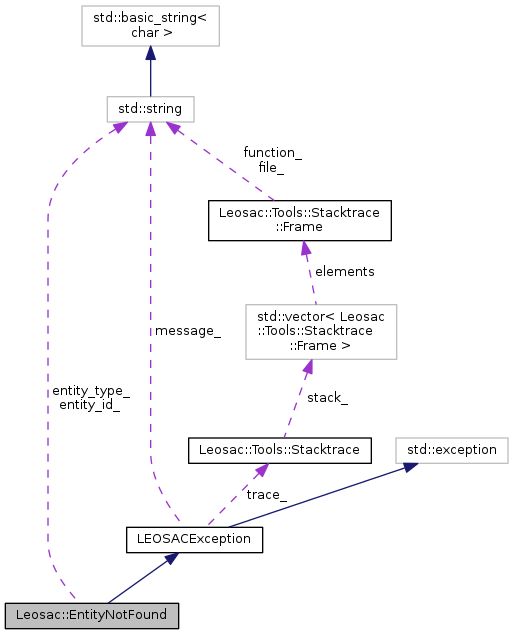 std::basic_string<
char >
std::string
function_
file_
Leosac::Tools::Stacktrace
::Frame
elements
std::vector< Leosac
::Tools::Stacktrace
::Frame >
message_
entity_type_
entity_id_
stack_
Leosac::Tools::Stacktrace
std::exception
trace_
LEOSACException
Leosac::EntityNotFound